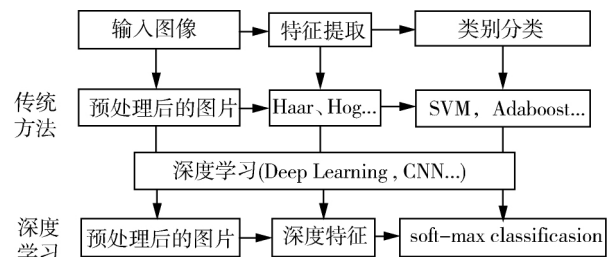 输入图像 特征提取 类别分类
传统
方法
预处理后的图片 Haar、Hog... SVM，Adaboost...
深度学习(Deep Learning , CNN...)
深度
学习
预处理后的图片 深度特征 soft-max classificasion